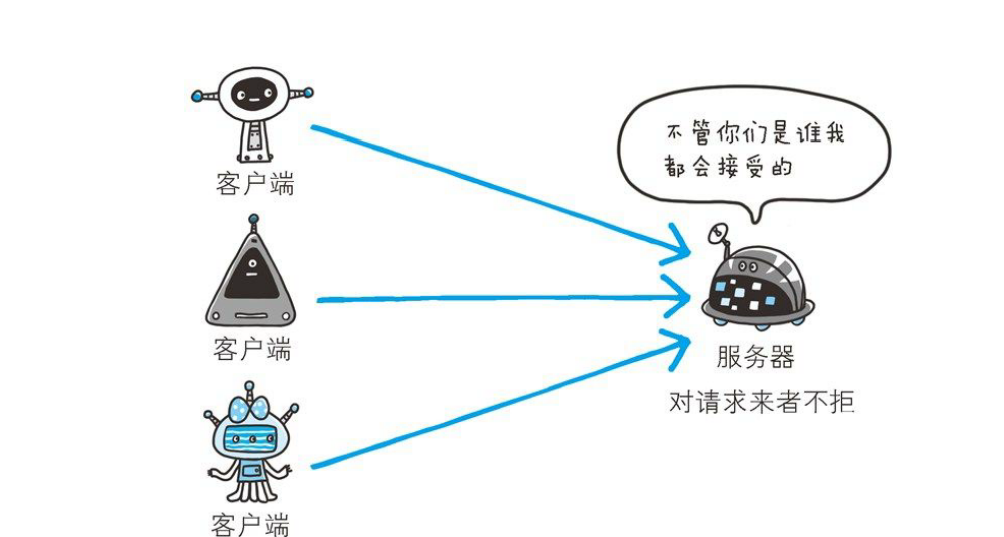 不管你们是谁我
都会接受的
客户端
客户端
客户端
服务器
对请求来者不拒